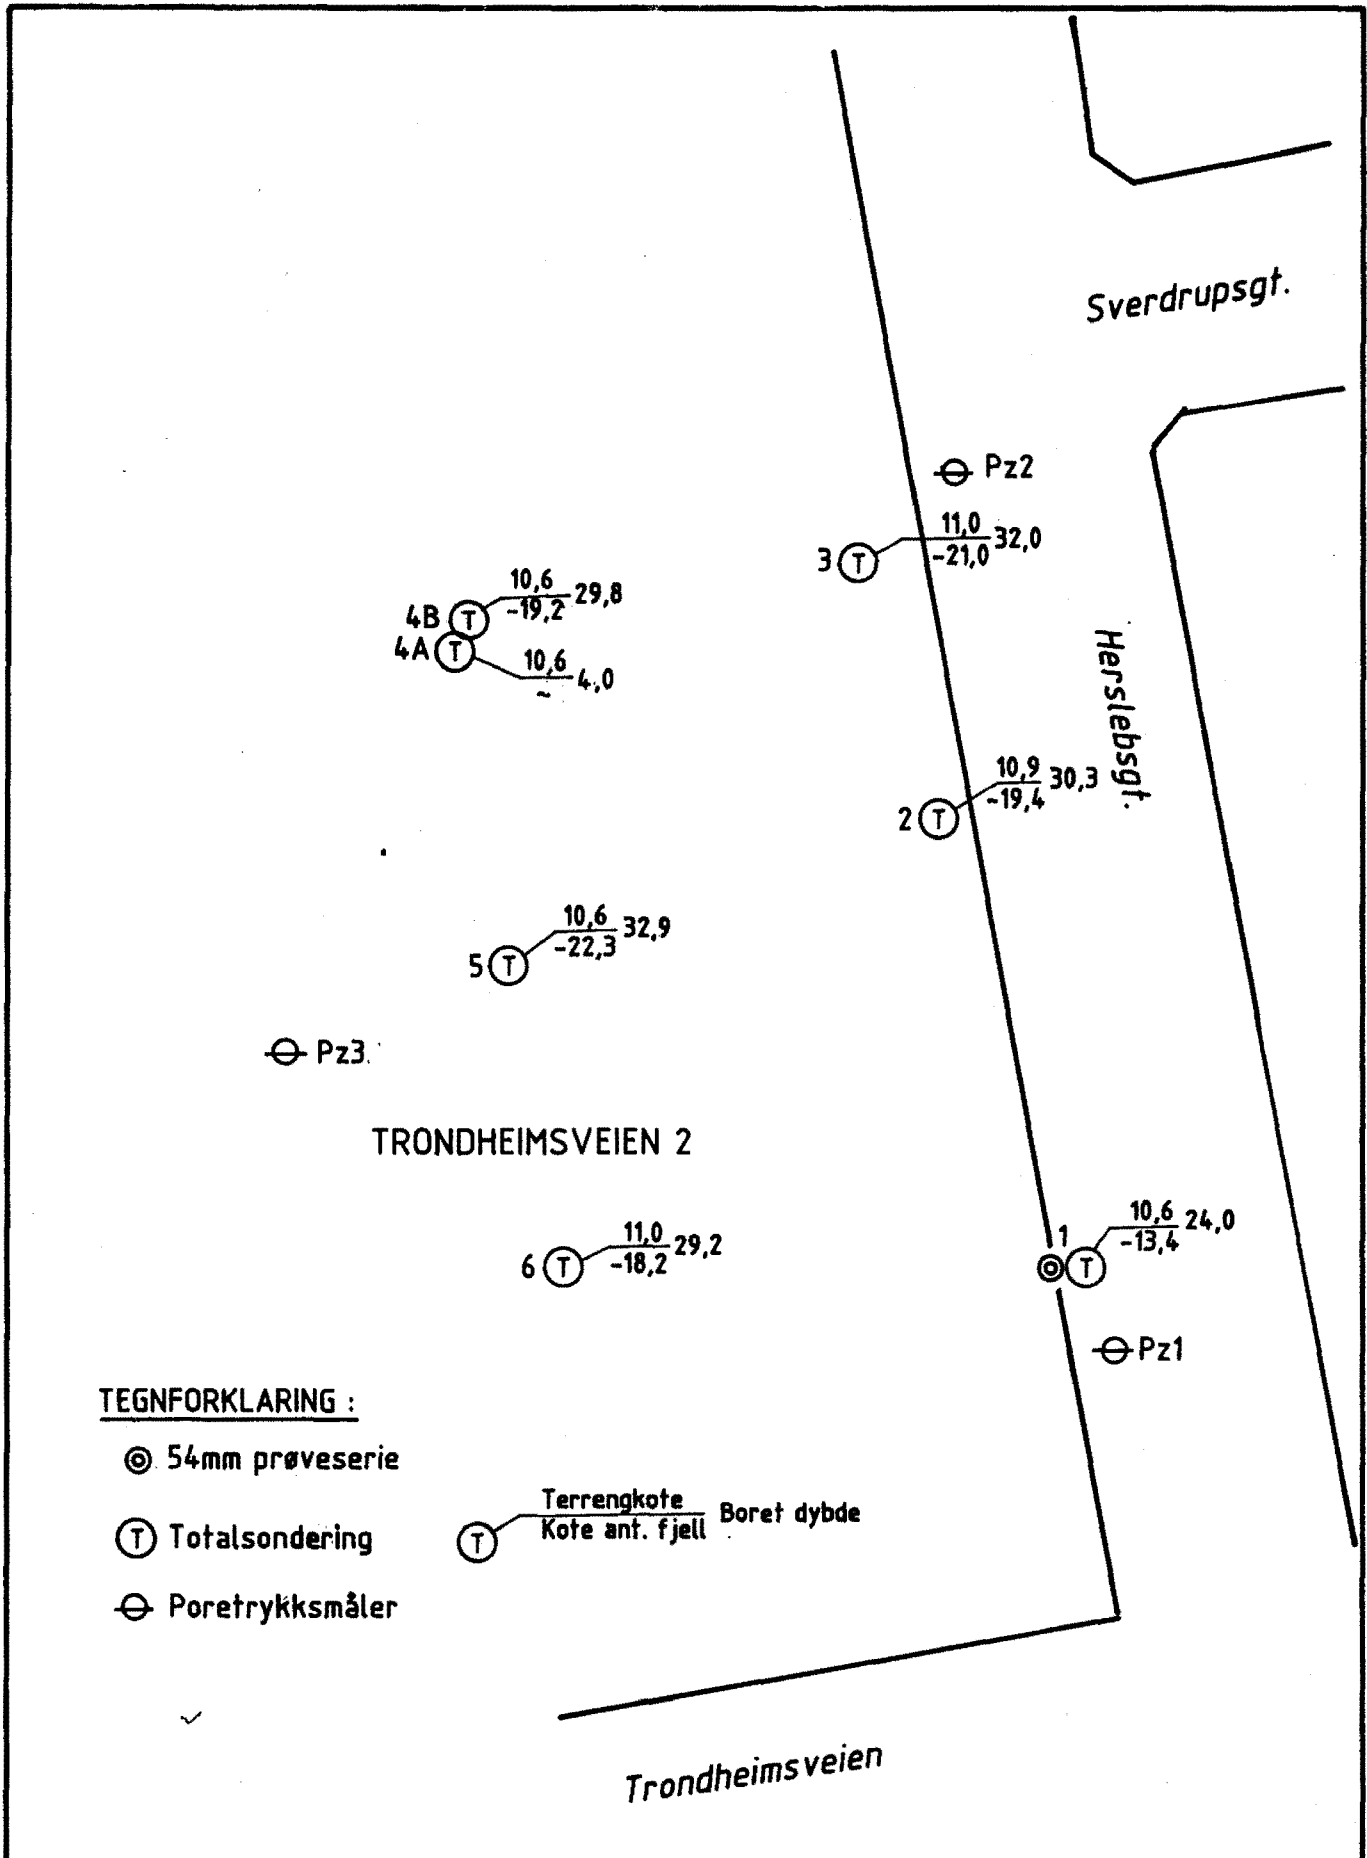 Sverdrupsgt.
Pz2
3 T 11,0 32,0
-21,0
4B T 10,6 29,8
-19,2
4A T 10,6 4,0
~
Herslebsgt.
2 T 10,9 30,3
-19,4
5 T 10,6 32,9
-22,3
Pz3
TRONDHEIMSVEIEN 2
1 T 10,6 24,0
-13,4
6 T 11,0 29,2
-18,2
Pz1
TEGNFORKLARING :
54mm prøveserie
T Totalsondering
T Terrengkote Boret dybde
Kote ant. fjell
Poretrykksmåler
Trondheimsveien